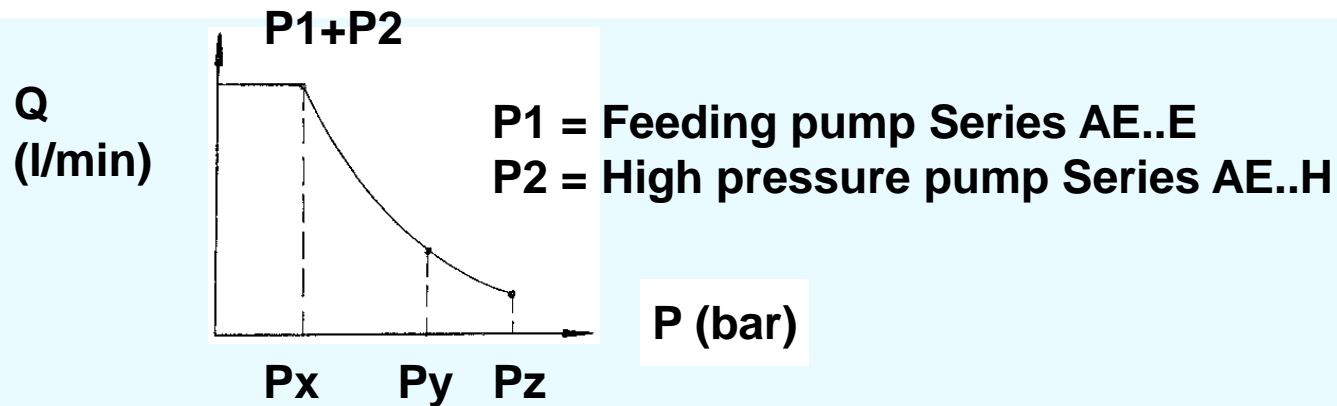 P1+P2
Q
(l/min)
P1 = Feeding pump Series AE..E
P2 = High pressure pump Series AE..H
P (bar)
Px Py Pz